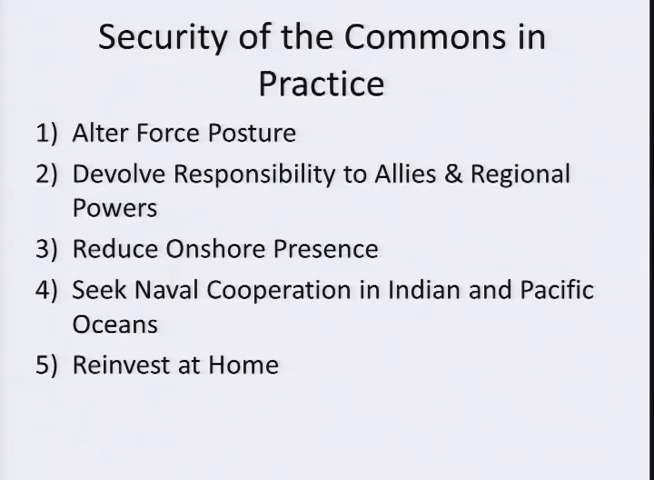 Security of the Commons in
Practice
1) Alter Force Posture
2) Devolve Responsibility to Allies & Regional
Powers
3) Reduce Onshore Presence
4) Seek Naval Cooperation in Indian and Pacific
Oceans
5) Reinvest at Home